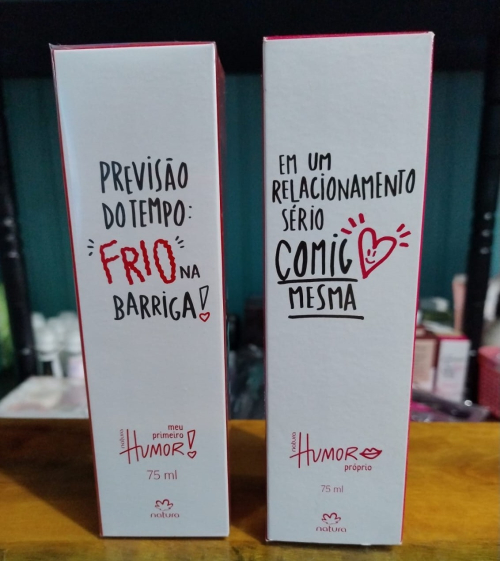 PREVISÃO
DO TEMPO:
FRIO NA
BARRIGA!
natura
meu
primeiro
HUMOR!
75 ml
natura
EM UM
RELACIONAMENTO
SÉRIO
COMIG
MESMA
natura
HUMOR
próprio
75 ml
natura